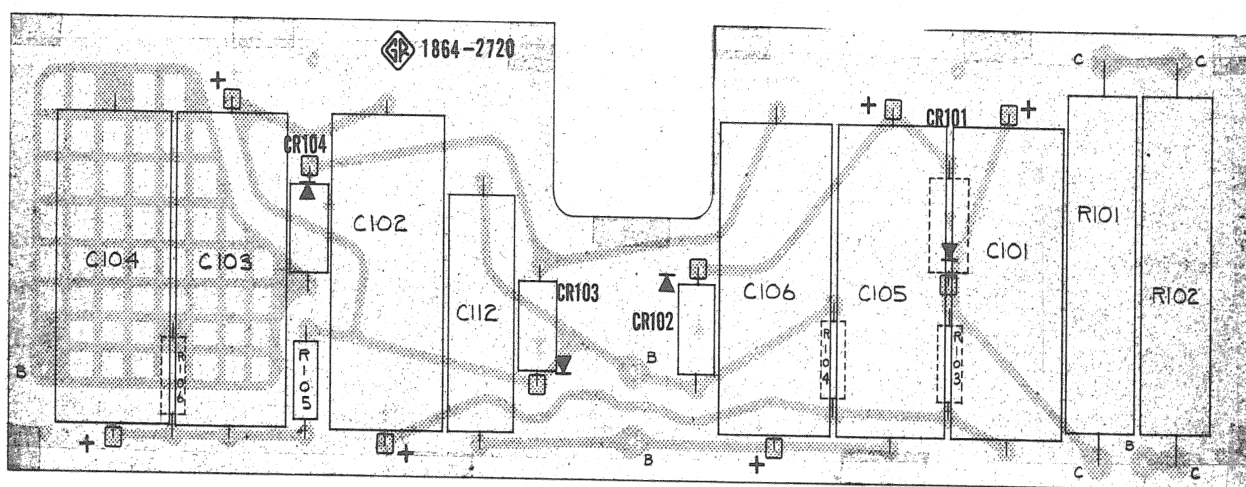 GR 1864-2720
C C
+ + CR101 +
CR104
R101
C102
C104 C103 C101
CR103 C106 C105 R102
C112 CR102
B B
R105 R106 R104 R103
+ + B + C B C